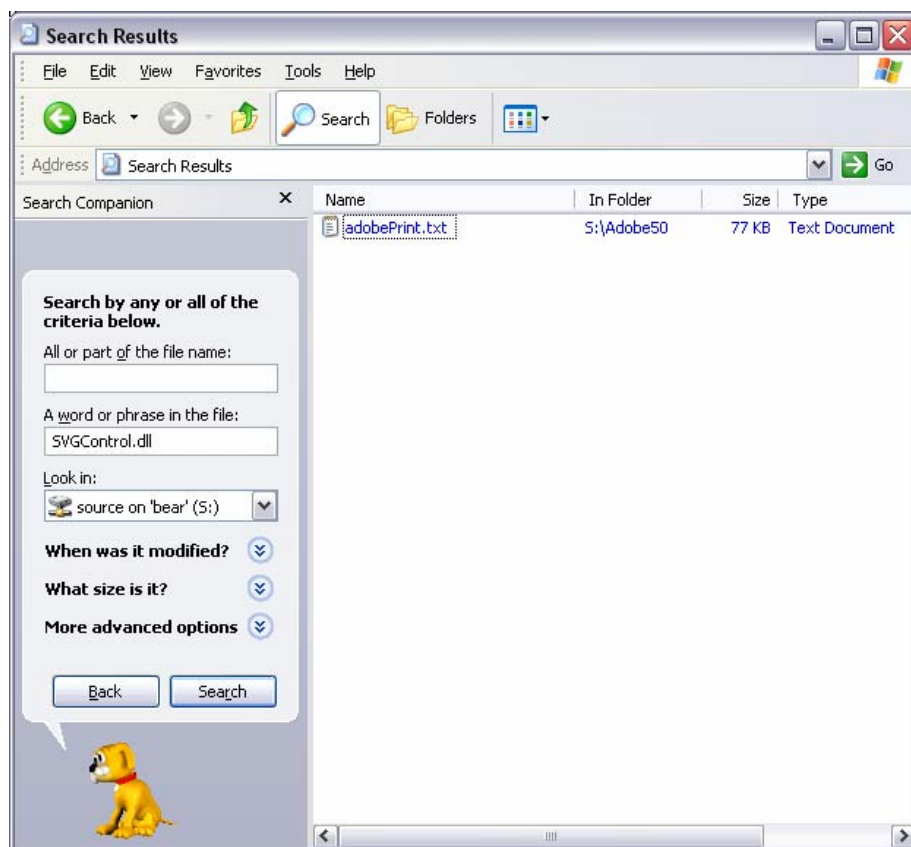 Search Results
File Edit View Favorites Tools Help
Back Search Folders
Address Search Results Go
Search Companion
Name In Folder Size Type
adobePrint.txt S:\Adobe50 77 KB Text Document
Search by any or all of the
criteria below.
All or part of the file name:
A word or phrase in the file:
SVGControl.dll
Look in:
source on 'bear' (S:)
When was it modified?
What size is it?
More advanced options
Back Search